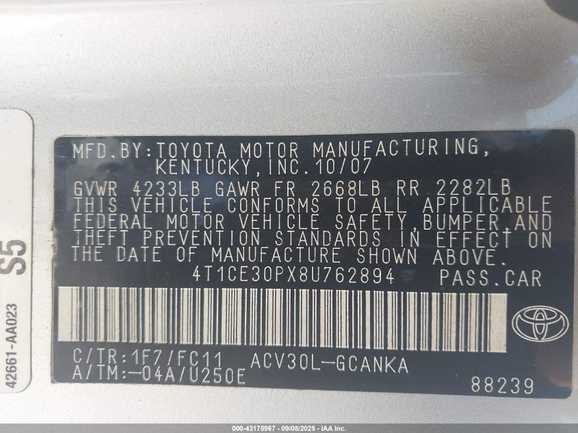 MFD.BY:TOYOTA MOTOR MANUFACTURING,
KENTUCKY,INC.10/07
GVWR 4233LB GAWR FR 2668LB RR 2282LB
THIS VEHICLE CONFORMS TO ALL APPLICABLE
FEDERAL MOTOR VEHICLE SAFETY,BUMPER,AND
THEFT PREVENTION STANDARDS IN EFFECT ON
THE DATE OF MANUFACTURE SHOWN ABOVE.
4T1CE30PX8U762894 PASS.CAR
C/TR:1F7/FC11 ACV30L-GCANKA
A/TM:-04A/U250E
88239
42661-AA023
S5
000-43175967 - 09/08/2025 - IAA, Inc. Copyright